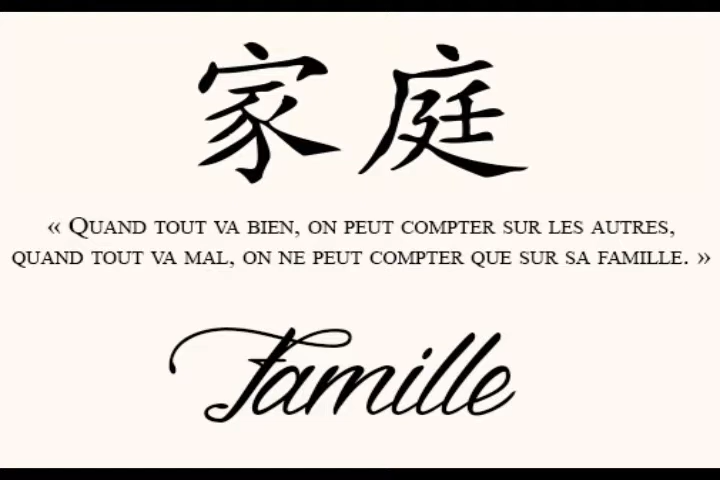 家庭
« Quand tout va bien, on peut compter sur les autres,
quand tout va mal, on ne peut compter que sur sa famille. »
Famille